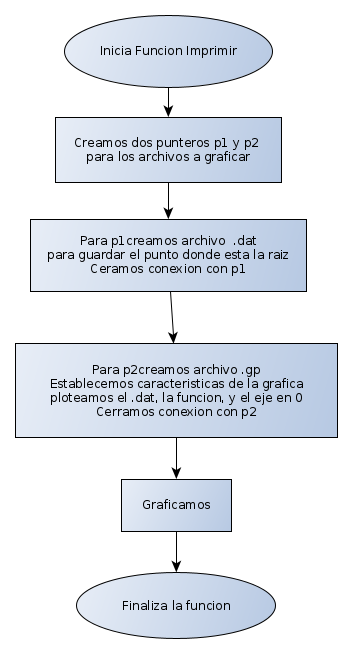 Inicia Funcion Imprimir
Creamos dos punteros p1 y p2
para los archivos a graficar
Para p1creamos archivo .dat
para guardar el punto donde esta la raiz
Ceramos conexion con p1
Para p2creamos archivo .gp
Establecemos caracteristicas de la grafica
ploteamos el .dat, la funcion, y el eje en 0
Cerramos conexion con p2
Graficamos
Finaliza la funcion